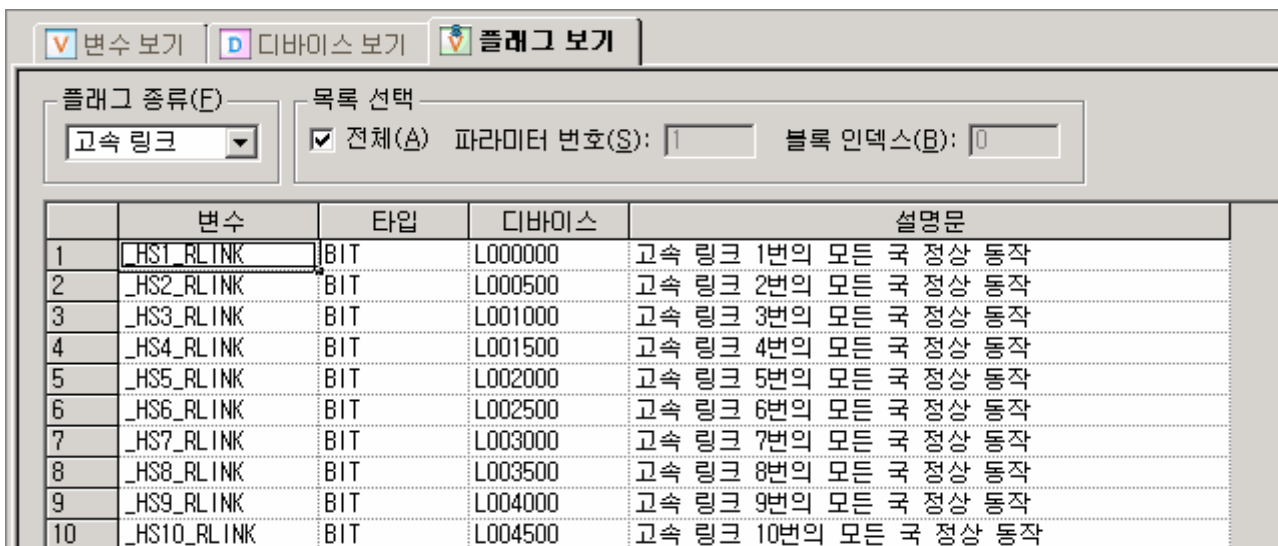 V 변수 보기 D 디바이스 보기 V 플래그 보기
플래그 종류(F) 목록 선택
고속 링크 전체(A) 파라미터 번호(S): 1 블록 인덱스(B): 0
변수 타입 디바이스 설명문
1 _HS1_RLINK BIT L000000 고속 링크 1번의 모든 국 정상 동작
2 _HS2_RLINK BIT L000500 고속 링크 2번의 모든 국 정상 동작
3 _HS3_RLINK BIT L001000 고속 링크 3번의 모든 국 정상 동작
4 _HS4_RLINK BIT L001500 고속 링크 4번의 모든 국 정상 동작
5 _HS5_RLINK BIT L002000 고속 링크 5번의 모든 국 정상 동작
6 _HS6_RLINK BIT L002500 고속 링크 6번의 모든 국 정상 동작
7 _HS7_RLINK BIT L003000 고속 링크 7번의 모든 국 정상 동작
8 _HS8_RLINK BIT L003500 고속 링크 8번의 모든 국 정상 동작
9 _HS9_RLINK BIT L004000 고속 링크 9번의 모든 국 정상 동작
10 _HS10_RLINK BIT L004500 고속 링크 10번의 모든 국 정상 동작